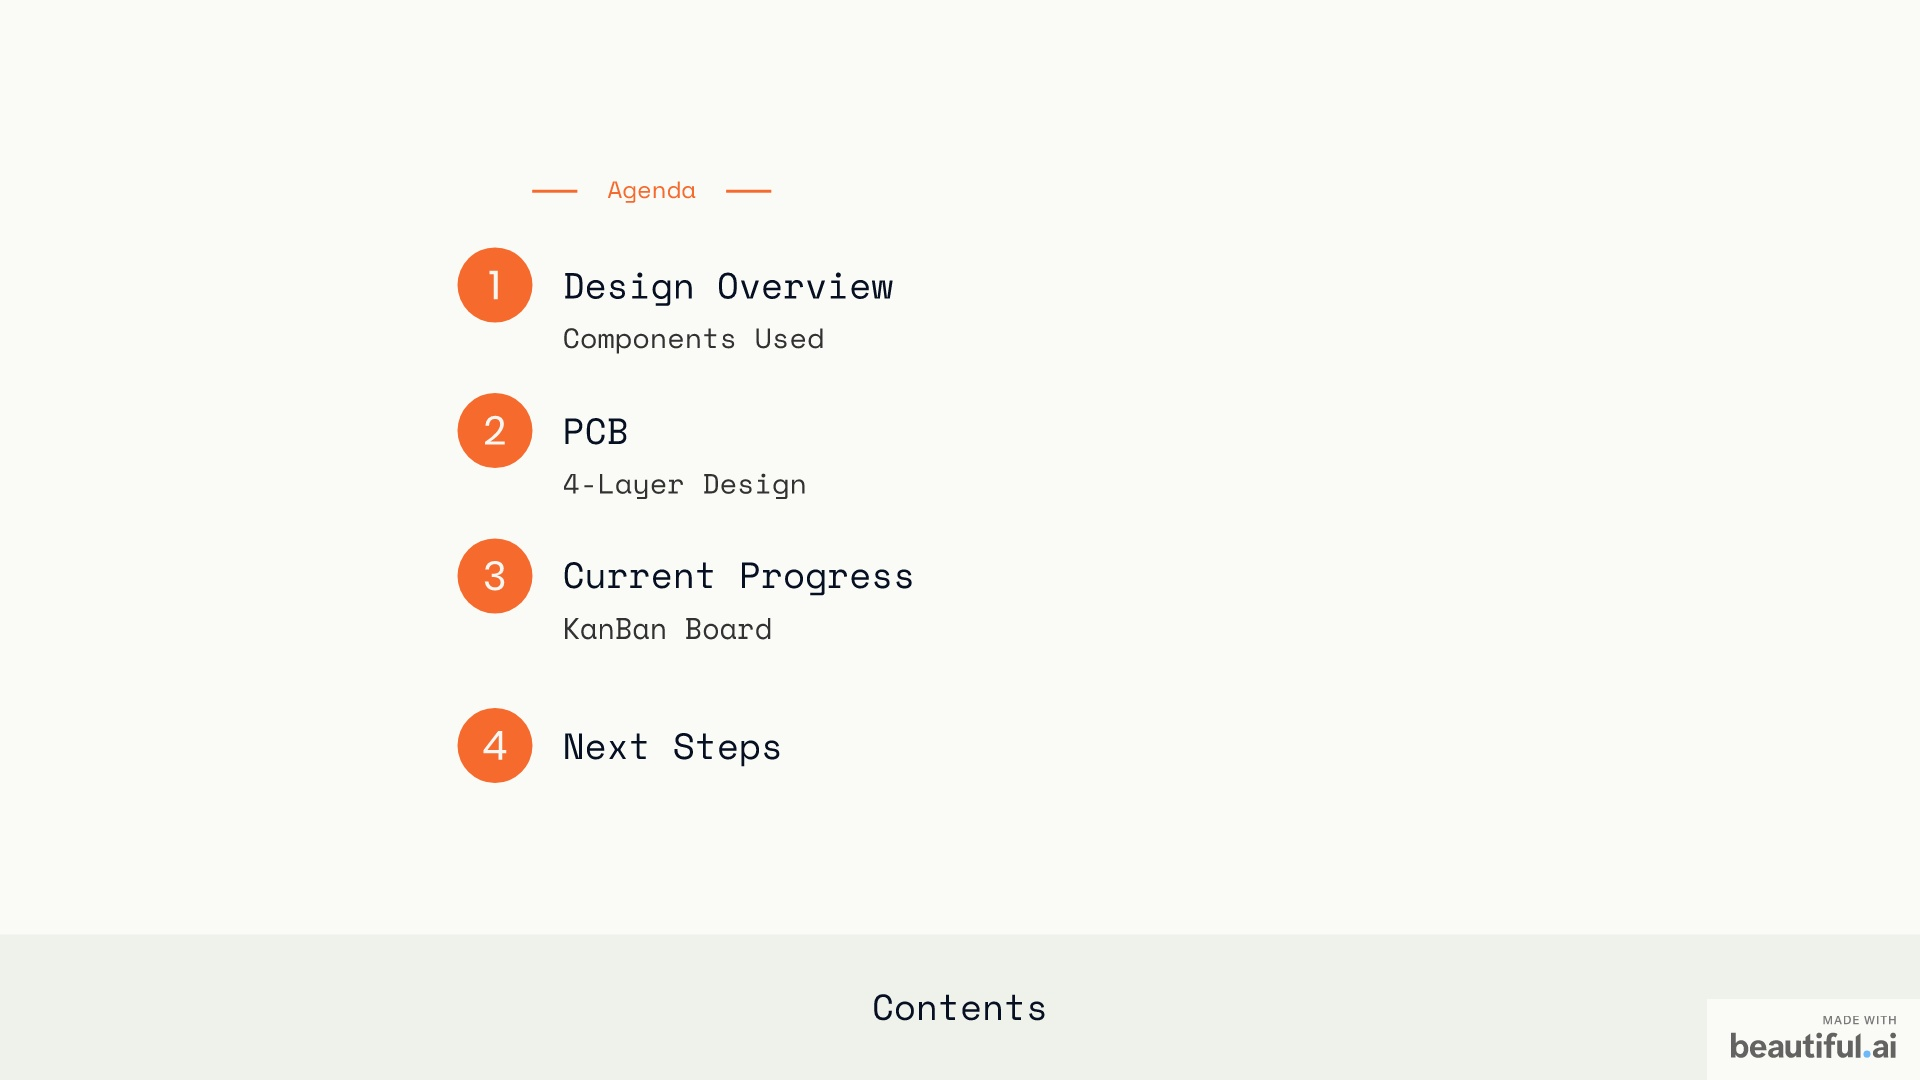 Agenda
1
Design Overview
Components Used
2
PCB
4-Layer Design
3
Current Progress
KanBan Board
4
Next Steps
Contents
MADE WITH
beautiful.ai